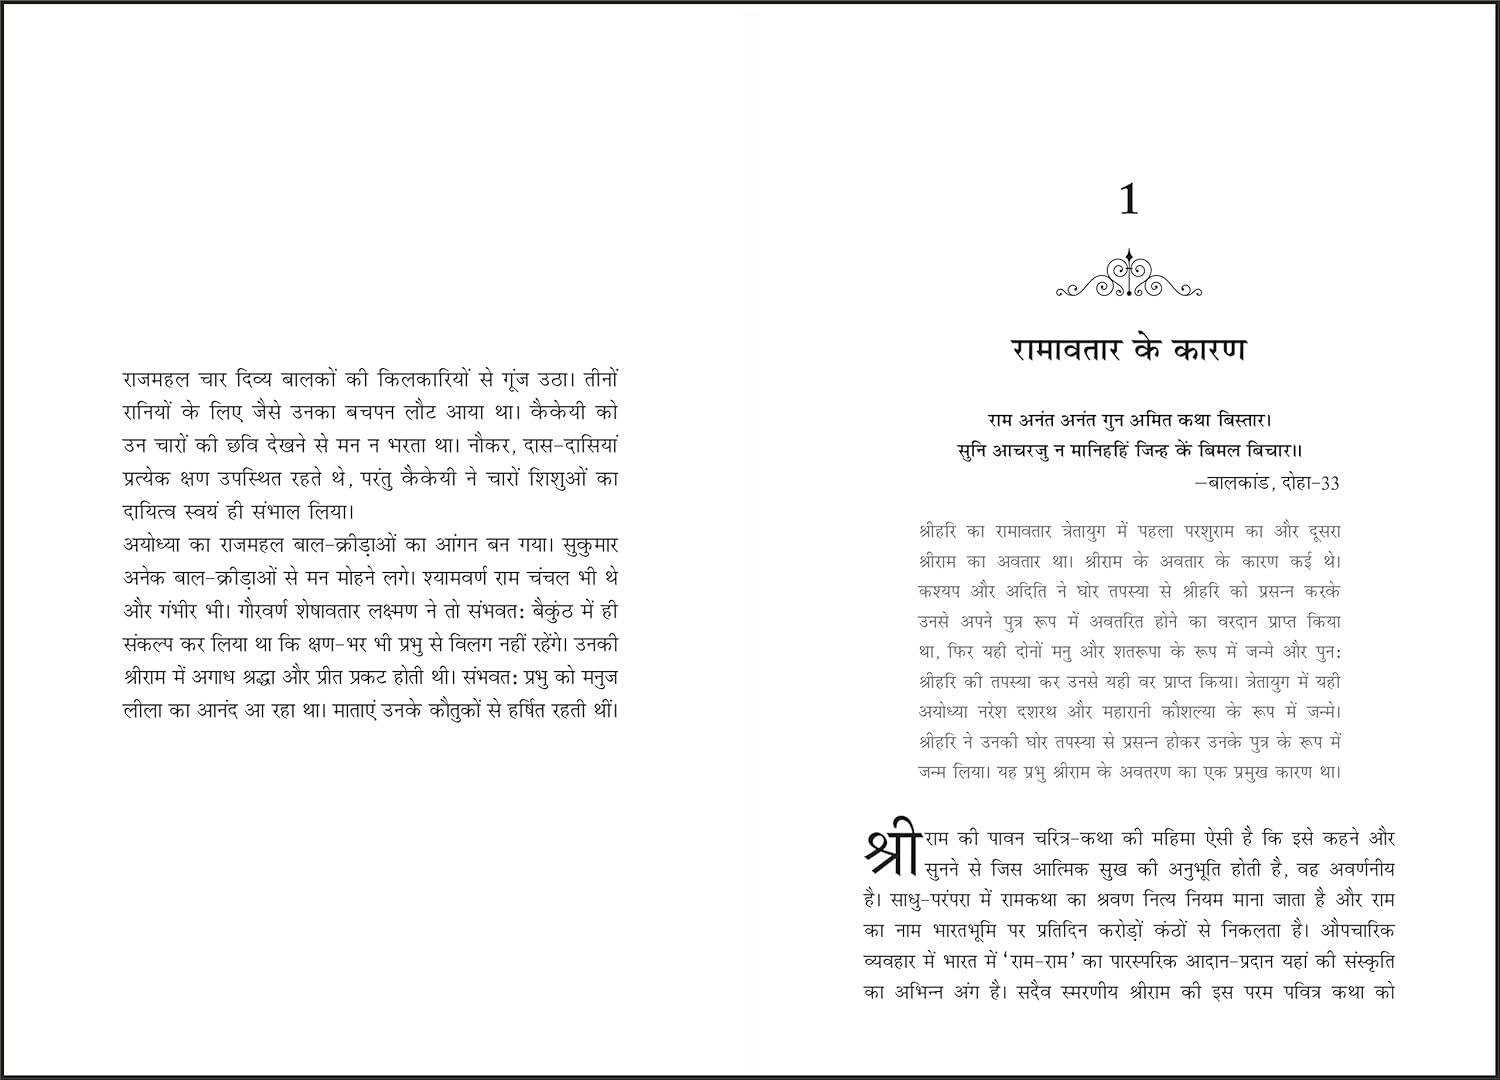 राजमहल चार दिव्य बालकों की किलकारियों से गूंज उठा। तीनों
रानियों के लिए जैसे उनका बचपन लौट आया था। कैकेयी को
उन चारों की छवि देखने से मन न भरता था। नौकर, दास-दासियां
प्रत्येक क्षण उपस्थित रहते थे, परंतु कैकेयी ने चारों शिशुओं का
दायित्व स्वयं ही संभाल लिया।
अयोध्या का राजमहल बाल-क्रीड़ाओं का आंगन बन गया। सुकुमार
अनेक बाल-क्रीड़ाओं से मन मोहने लगे। श्यामवर्ण राम चंचल भी थे
और गंभीर भी। गौरवर्ण शेषावतार लक्ष्मण ने तो संभवत: बैकुंठ में ही
संकल्प कर लिया था कि क्षण-भर भी प्रभु से विलग नहीं रहेंगे। उनकी
श्रीराम में अगाध श्रद्धा और प्रीत प्रकट होती थी। संभवत: प्रभु को मनुज
लीला का आनंद आ रहा था। माताएं उनके कौतुकों से हर्षित रहती थीं।
1
रामावतार के कारण
राम अनंत अनंत गुन अमित कथा बिस्तार।
सुनि आचरजु न मानिहहिं जिन्ह कें बिमल बिचार॥
–बालकांड, दोहा-33
श्रीहरि का रामावतार त्रेतायुग में पहला परशुराम का और दूसरा
श्रीराम का अवतार था। श्रीराम के अवतार के कारण कई थे।
कश्यप और अदिति ने घोर तपस्या से श्रीहरि को प्रसन्न करके
उनसे अपने पुत्र रूप में अवतरित होने का वरदान प्राप्त किया
था, फिर यही दोनों मनु और शतरूपा के रूप में जन्मे और पुन:
श्रीहरि की तपस्या कर उनसे यही वर प्राप्त किया। त्रेतायुग में यही
अयोध्या नरेश दशरथ और महारानी कौशल्या के रूप में जन्मे।
श्रीहरि ने उनकी घोर तपस्या से प्रसन्न होकर उनके पुत्र के रूप में
जन्म लिया। यह प्रभु श्रीराम के अवतरण का एक प्रमुख कारण था।
श्रीराम की पावन चरित्र-कथा की महिमा ऐसी है कि इसे कहने और
सुनने से जिस आत्मिक सुख की अनुभूति होती है, वह अवर्णनीय
है। साधु-परंपरा में रामकथा का श्रवण नित्य नियम माना जाता है और राम
का नाम भारतभूमि पर प्रतिदिन करोड़ों कंठों से निकलता है। औपचारिक
व्यवहार में भारत में ‘राम-राम’ का पारस्परिक आदान-प्रदान यहां की संस्कृति
का अभिन्न अंग है। सदैव स्मरणीय श्रीराम की इस परम पवित्र कथा को